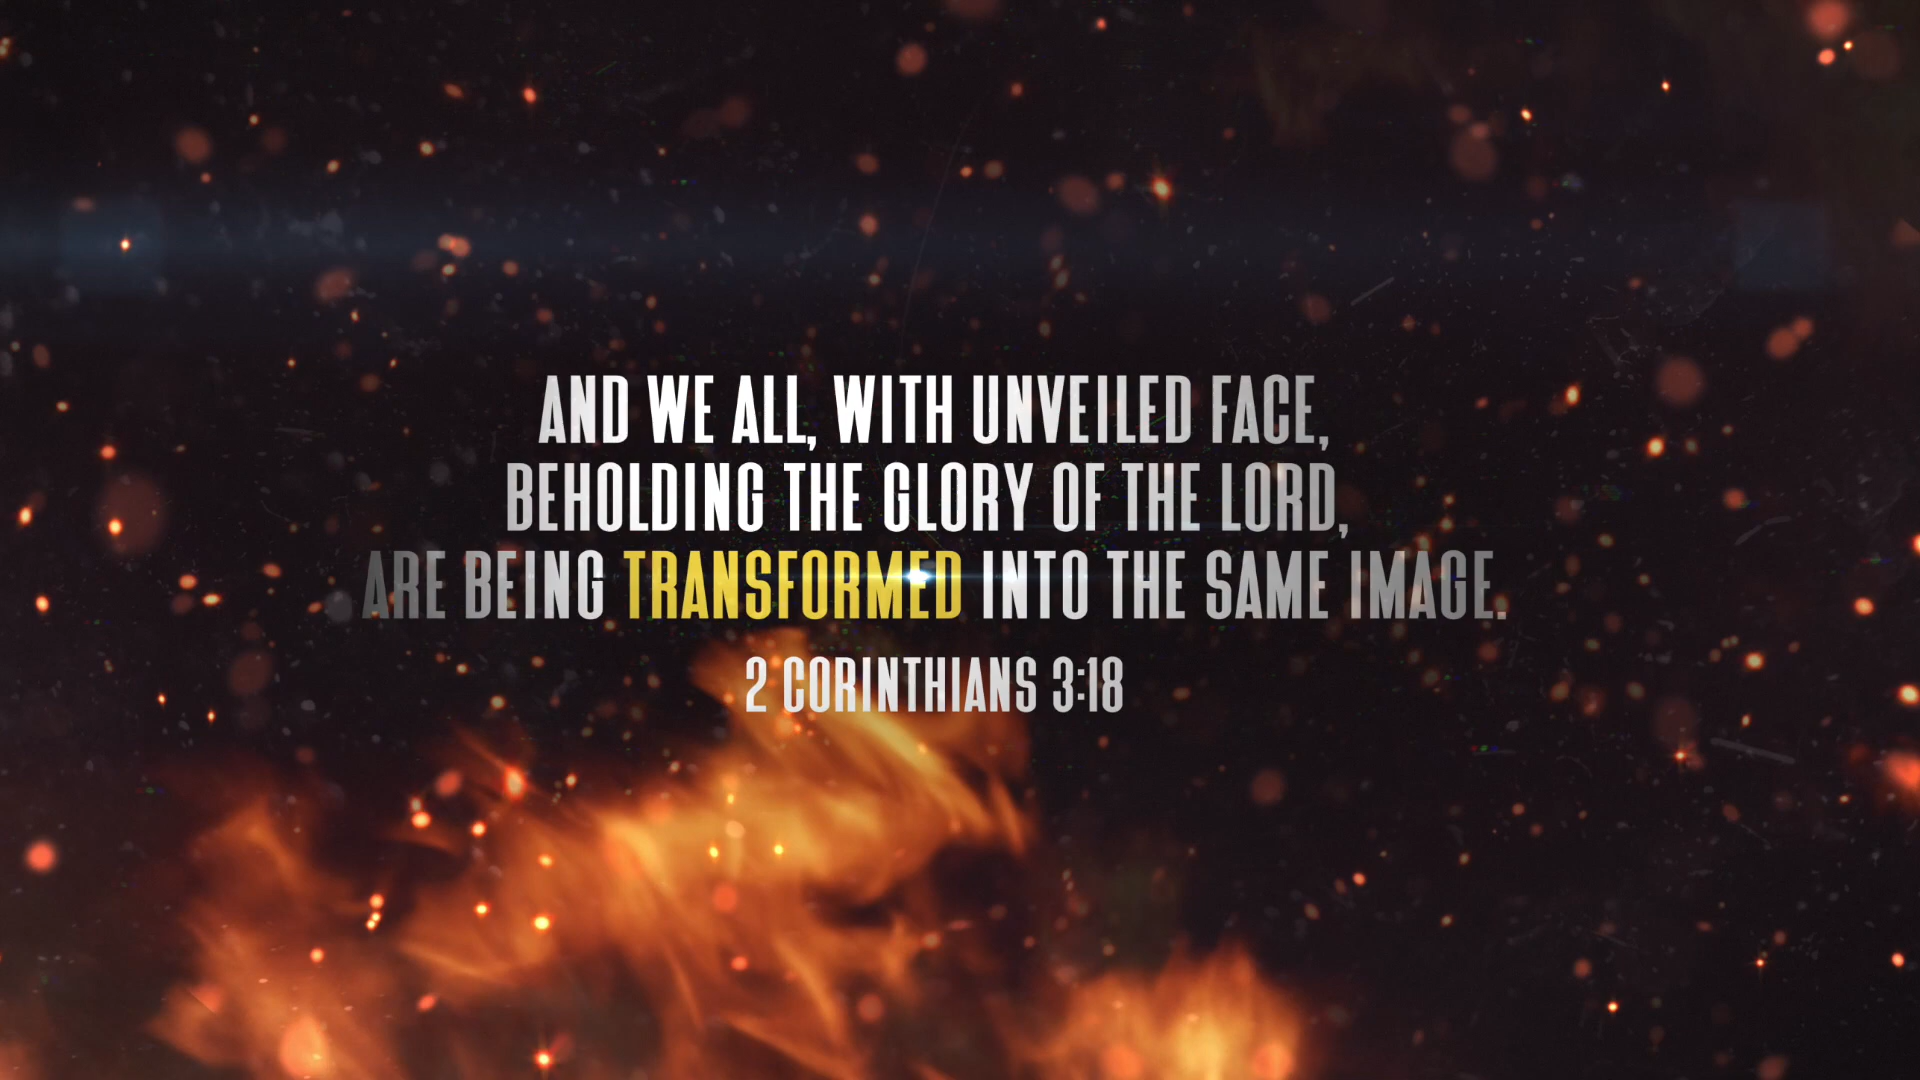 AND WE ALL, WITH UNVEILED FACE,
BEHOLDING THE GLORY OF THE LORD,
ARE BEING TRANSFORMED INTO THE SAME IMAGE.
2 CORINTHIANS 3:18